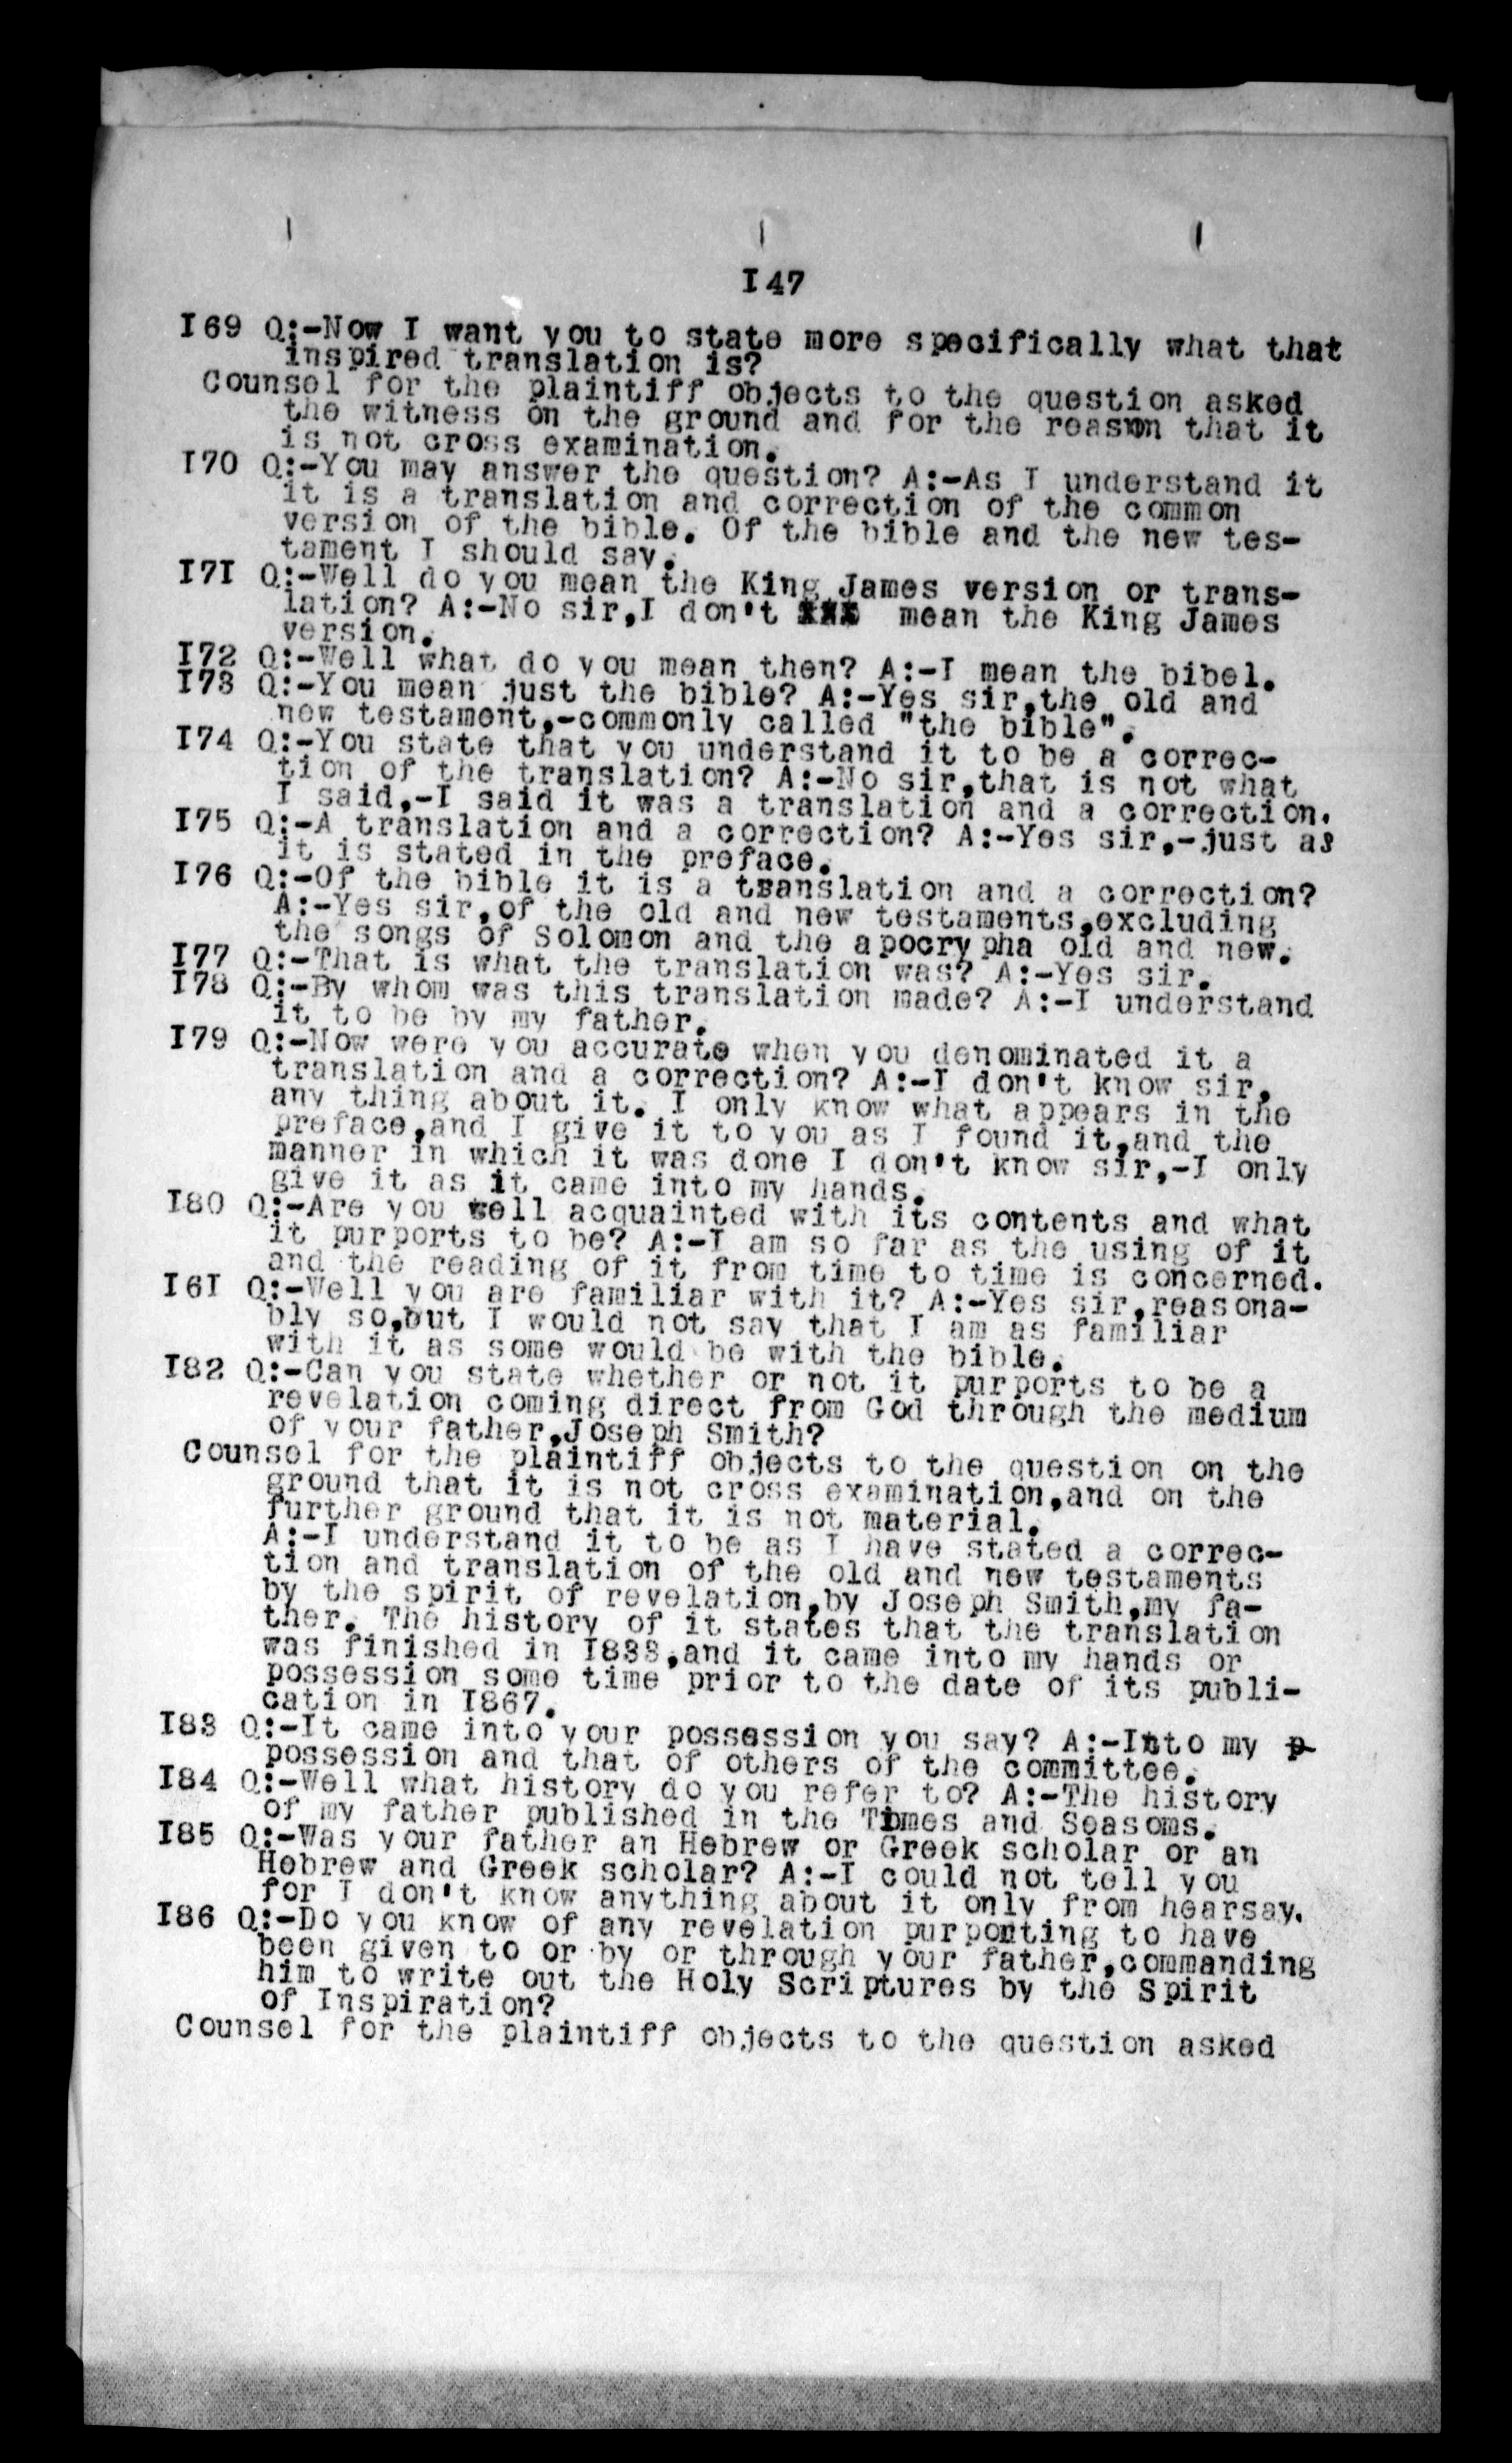 I47
I69 Q:-Now I want you to state more specifically what that
inspired translation is?
Counsel for the plaintiff objects to the question asked
the witness on the ground and for the reason that it
is not cross examination.
I70 Q:-You may answer the question? A:-As I understand it
it is a translation and correction of the common
version of the bible. Of the bible and the new tes-
tament I should say.
I7I Q:-Well do you mean the King James version or trans-
lation? A:-No sir,I don't xxx mean the King James
version.
I72 Q:-Well what do you mean then? A:-I mean the bibel.
I73 Q:-You mean just the bible? A:-Yes sir,the old and
new testament,-commonly called "the bible".
I74 Q:-You state that you understand it to be a correc-
tion of the translation? A:-No sir,that is not what
I said,-I said it was a translation and a correction.
I75 Q:-A translation and a correction? A:-Yes sir,-just as
it is stated in the preface.
I76 Q:-Of the bible it is a translation and a correction?
A:-Yes sir,of the old and new testaments,excluding
the songs of Solomon and the apocrypha old and new.
I77 Q:-That is what the translation was? A:-Yes sir.
I78 Q:-By whom was this translation made? A:-I understand
it to be by my father.
I79 Q:-Now were you accurate when you denominated it a
translation and a correction? A:-I don't know sir,
any thing about it. I only know what appears in the
preface,and I give it to you as I found it,and the
manner in which it was done I don't know sir,-I only
give it as it came into my hands.
I80 Q:-Are you well acquainted with its contents and what
it purports to be? A:-I am so far as the using of it
and the reading of it from time to time is concerned.
I6I Q:-Well you are familiar with it? A:-Yes sir,reasona-
bly so,but I would not say that I am as familiar
with it as some would be with the bible.
I82 Q:-Can you state whether or not it purports to be a
revelation coming direct from God through the medium
of your father,Joseph Smith?
Counsel for the plaintiff objects to the question on the
ground that it is not cross examination,and on the
further ground that it is not material.
A:-I understand it to be as I have stated a correc-
tion and translation of the old and new testaments
by the spirit of revelation,by Joseph Smith,my fa-
ther. The history of it states that the translation
was finished in I833,and it came into my hands or
possession some time prior to the date of its publi-
cation in I867.
I83 Q:-It came into your possession you say? A:-Into my p
possession and that of others of the committee.
I84 Q:-Well what history do you refer to? A:-The history
of my father published in the Times and Seasoms.
I85 Q:-Was your father an Hebrew or Greek scholar or an
Hebrew and Greek scholar? A:-I could not tell you
for I don't know anything about it only from hearsay.
I86 Q:-Do you know of any revelation purporting to have
been given to or by or through your father,commanding
him to write out the Holy Scriptures by the Spirit
of Inspiration?
Counsel for the plaintiff objects to the question asked